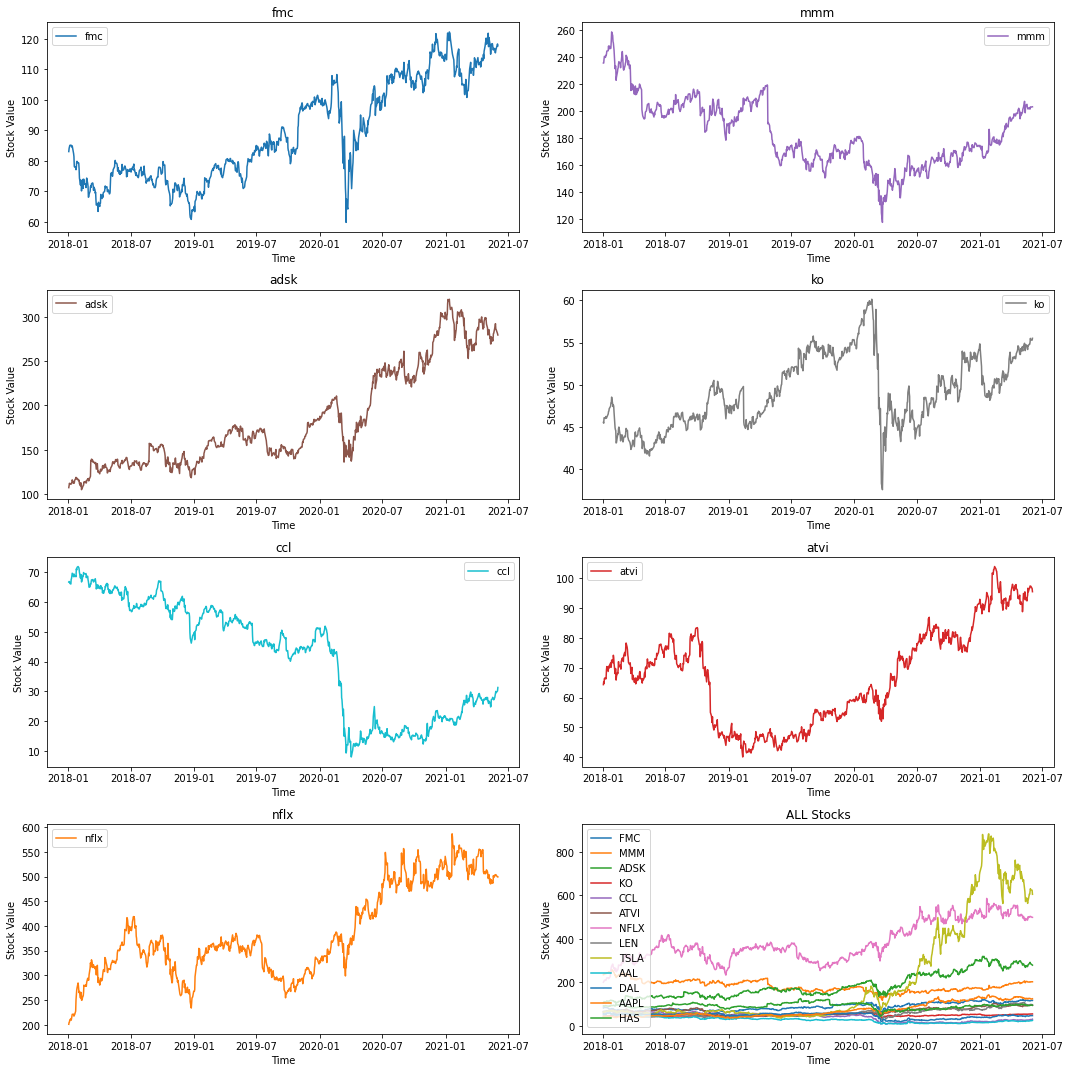 fmc
fmc
Stock Value
120
110
100
90
80
70
60
2018-01 2018-07 2019-01 2019-07 2020-01 2020-07 2021-01 2021-07
Time
mmm
mmm
Stock Value
260
240
220
200
180
160
140
120
2018-01 2018-07 2019-01 2019-07 2020-01 2020-07 2021-01 2021-07
Time
adsk
adsk
Stock Value
300
250
200
150
100
2018-01 2018-07 2019-01 2019-07 2020-01 2020-07 2021-01 2021-07
Time
ko
ko
Stock Value
60
55
50
45
40
2018-01 2018-07 2019-01 2019-07 2020-01 2020-07 2021-01 2021-07
Time
ccl
ccl
Stock Value
70
60
50
40
30
20
10
2018-01 2018-07 2019-01 2019-07 2020-01 2020-07 2021-01 2021-07
Time
atvi
atvi
Stock Value
100
90
80
70
60
50
40
2018-01 2018-07 2019-01 2019-07 2020-01 2020-07 2021-01 2021-07
Time
nflx
nflx
Stock Value
600
550
500
450
400
350
300
250
200
2018-01 2018-07 2019-01 2019-07 2020-01 2020-07 2021-01 2021-07
Time
ALL Stocks
FMC
MMM
ADSK
KO
CCL
ATVI
NFLX
LEN
TSLA
AAL
DAL
AAPL
HAS
Stock Value
800
600
400
200
0
2018-01 2018-07 2019-01 2019-07 2020-01 2020-07 2021-01 2021-07
Time